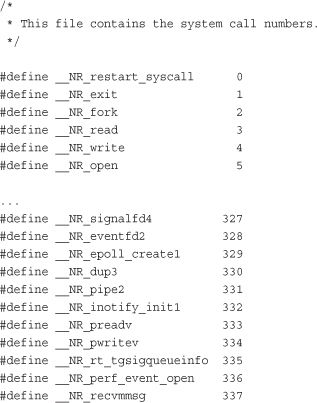 /*
 * This file contains the system call numbers.
 */
#define __NR_restart_syscall 0
#define __NR_exit 1
#define __NR_fork 2
#define __NR_read 3
#define __NR_write 4
#define __NR_open 5
...
#define __NR_signalfd4 327
#define __NR_eventfd2 328
#define __NR_epoll_create1 329
#define __NR_dup3 330
#define __NR_pipe2 331
#define __NR_inotify_init1 332
#define __NR_preadv 333
#define __NR_pwritev 334
#define __NR_rt_tgsigqueueinfo 335
#define __NR_perf_event_open 336
#define __NR_recvmmsg 337